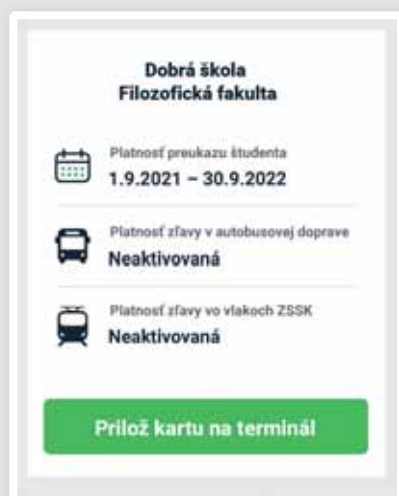 Dobrá škola
Filozofická fakulta
Platnosť preukazu študenta
1.9.2021 – 30.9.2022
Platnosť zľavy v autobusovej doprave
Neaktivovaná
Platnosť zľavy vo vlakoch ZSSK
Neaktivovaná
Prilož kartu na terminál